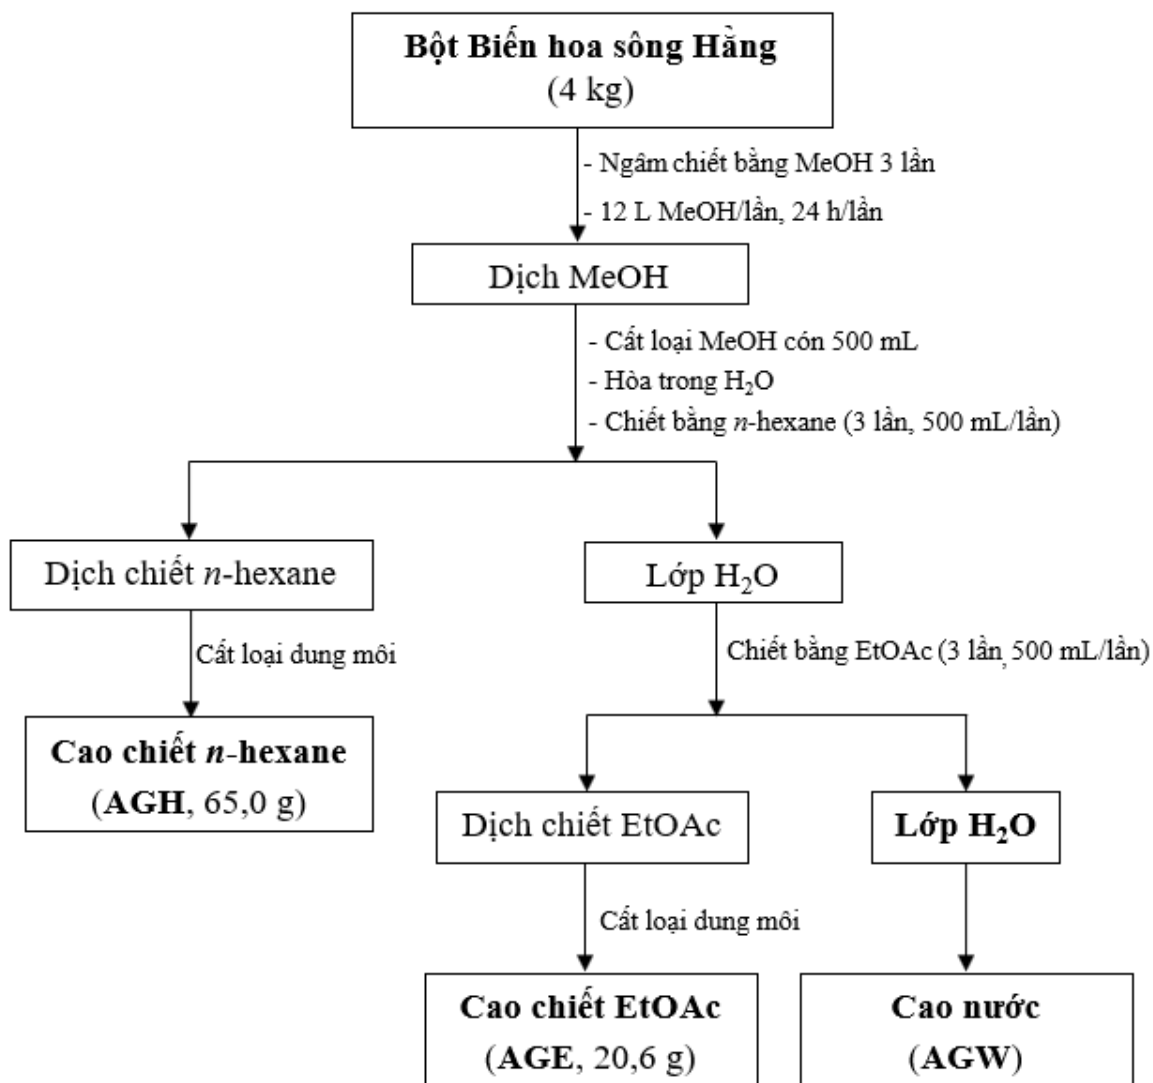 Bột Biến hoa sông Hằng
(4 kg)
- Ngâm chiết bằng MeOH 3 lần
- 12 L MeOH/lần, 24 h/lần
Dịch MeOH
- Cất loại MeOH cón 500 mL
- Hòa trong H₂O
- Chiết bằng n-hexane (3 lần, 500 mL/lần)
Dịch chiết n-hexane
Lớp H₂O
Cất loại dung môi
Chiết bằng EtOAc (3 lần, 500 mL/lần)
Cao chiết n-hexane
(AGH, 65,0 g)
Dịch chiết EtOAc
Lớp H₂O
Cất loại dung môi
Cao chiết EtOAc
(AGE, 20,6 g)
Cao nước
(AGW)